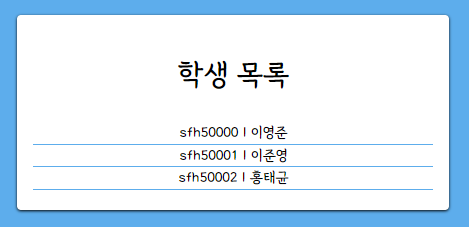 학생 목록
sfh50000 | 이영준
sfh50001 | 이준영
sfh50002 | 홍태균